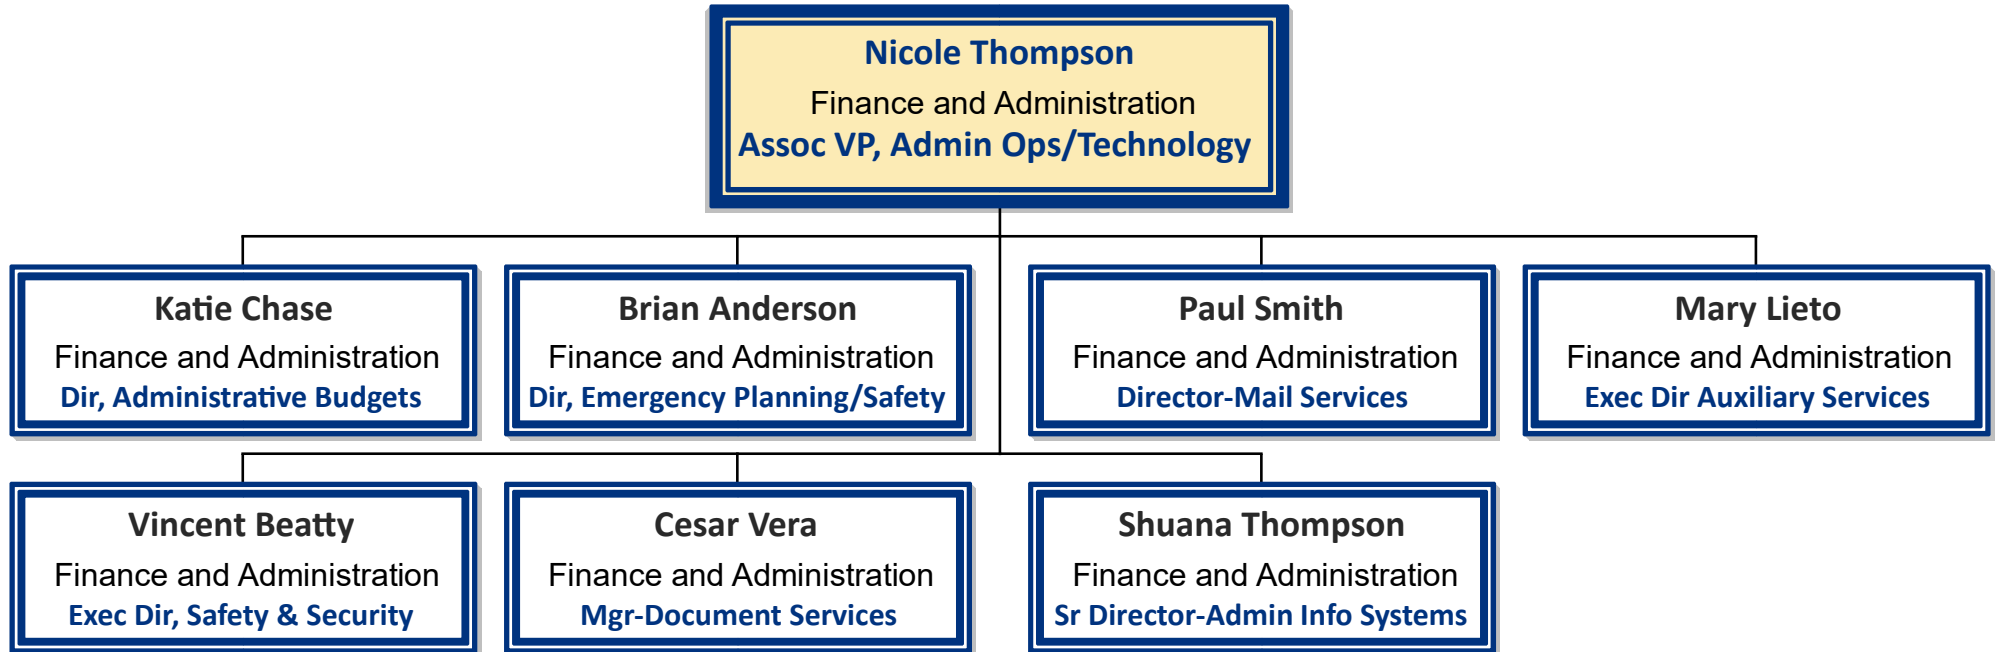 Nicole Thompson
Finance and Administration
Assoc VP, Admin Ops/Technology
Katie Chase
Finance and Administration
Dir, Administrative Budgets
Brian Anderson
Finance and Administration
Dir, Emergency Planning/Safety
Paul Smith
Finance and Administration
Director-Mail Services
Mary Lieto
Finance and Administration
Exec Dir Auxiliary Services
Vincent Beatty
Finance and Administration
Exec Dir, Safety & Security
Cesar Vera
Finance and Administration
Mgr-Document Services
Shuana Thompson
Finance and Administration
Sr Director-Admin Info Systems